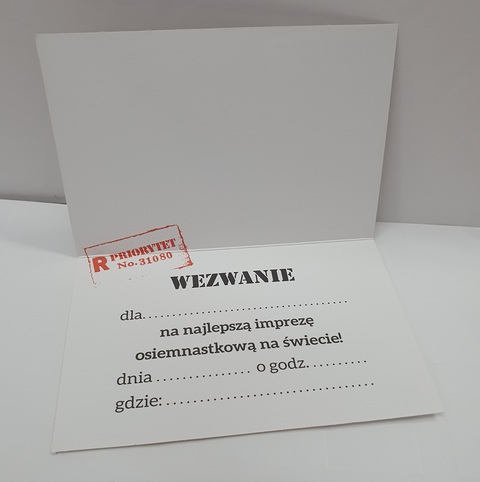 R PRIORYTET
No. 31080
WEZWANIE
dla..................................
na najlepszą imprezę
osiemnastkową na świecie!
dnia ............... o godz..........
gdzie:..................................